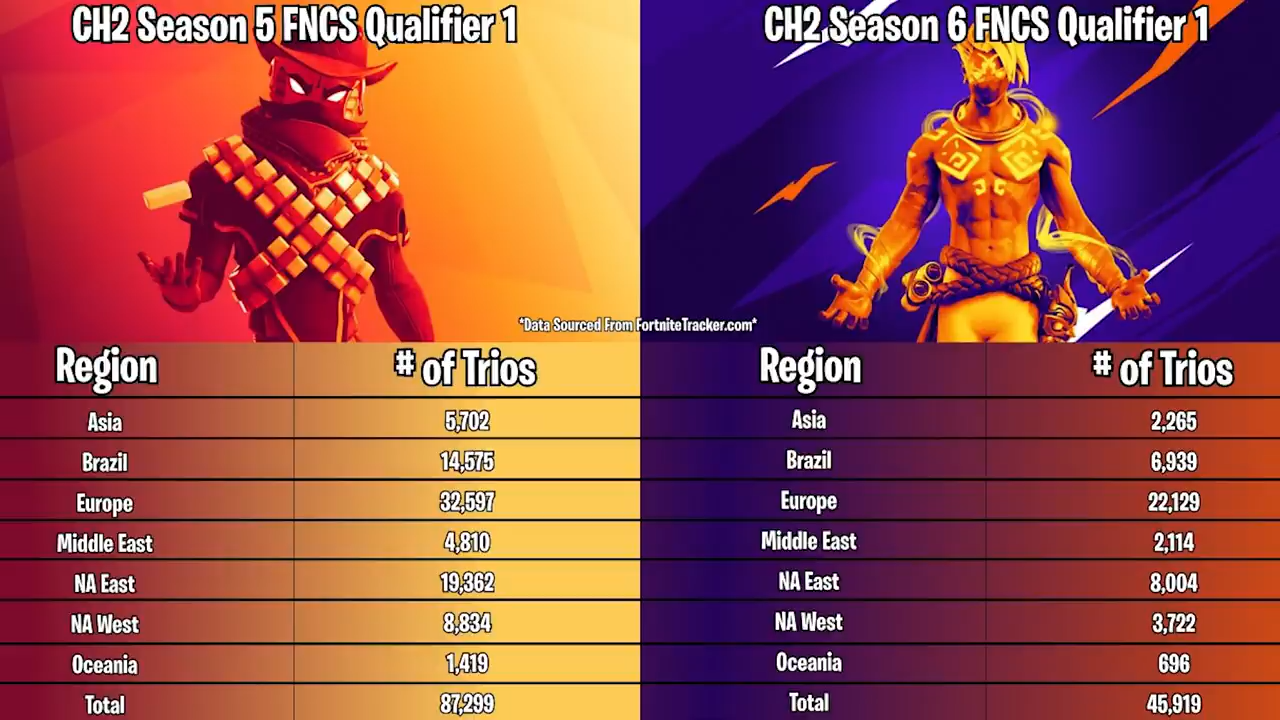 CH2 Season 5 FNCS Qualifier 1
CH2 Season 6 FNCS Qualifier 1
*Data Sourced From FortniteTracker.com*
Region # of Trios
Asia 5,702
Brazil 14,575
Europe 32,597
Middle East 4,810
NA East 19,362
NA West 8,834
Oceania 1,419
Total 87,299
Region # of Trios
Asia 2,265
Brazil 6,939
Europe 22,129
Middle East 2,114
NA East 8,004
NA West 3,722
Oceania 696
Total 45,919